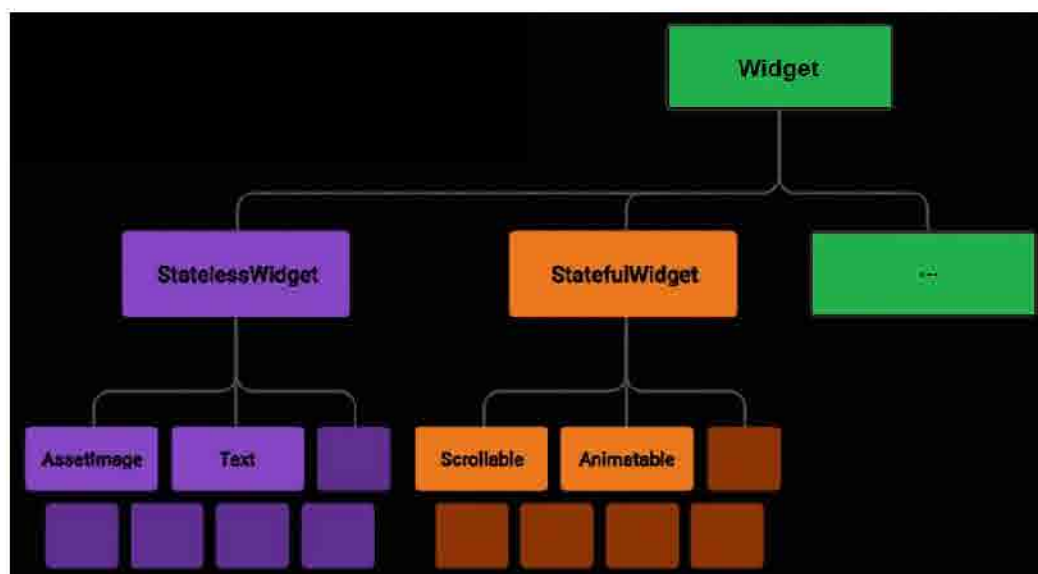 Widget
StatelessWidget
StatefulWidget
...
AssetImage
Text
Scrollable
Animatable